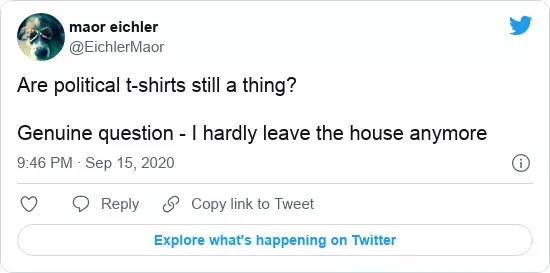 maor eichler
@EichlerMaor
Are political t-shirts still a thing?
Genuine question - I hardly leave the house anymore
9:46 PM · Sep 15, 2020
Reply
Copy link to Tweet
Explore what's happening on Twitter